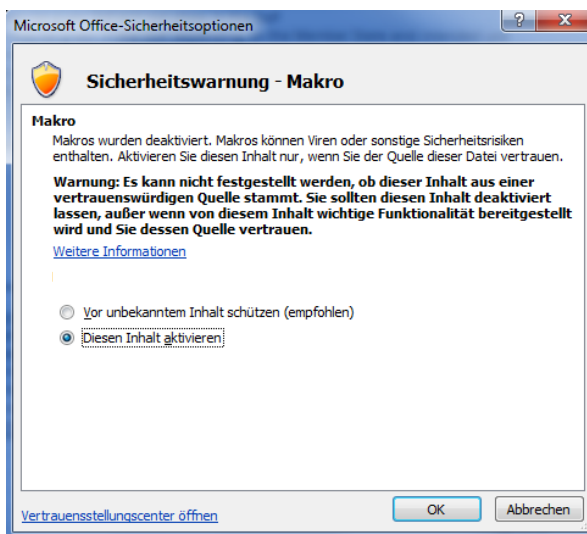 Microsoft Office-Sicherheitsoptionen
Sicherheitswarnung - Makro
Makro
Makros wurden deaktiviert. Makros können Viren oder sonstige Sicherheitsrisiken
enthalten. Aktivieren Sie diesen Inhalt nur, wenn Sie der Quelle dieser Datei vertrauen.
Warnung: Es kann nicht festgestellt werden, ob dieser Inhalt aus einer
vertrauenswürdigen Quelle stammt. Sie sollten diesen Inhalt deaktiviert
lassen, außer wenn von diesem Inhalt wichtige Funktionalität bereitgestellt
wird und Sie dessen Quelle vertrauen.
Weitere Informationen
Vor unbekanntem Inhalt schützen (empfohlen)
Diesen Inhalt aktivieren
Vertrauensstellungscenter öffnen
OK
Abbrechen